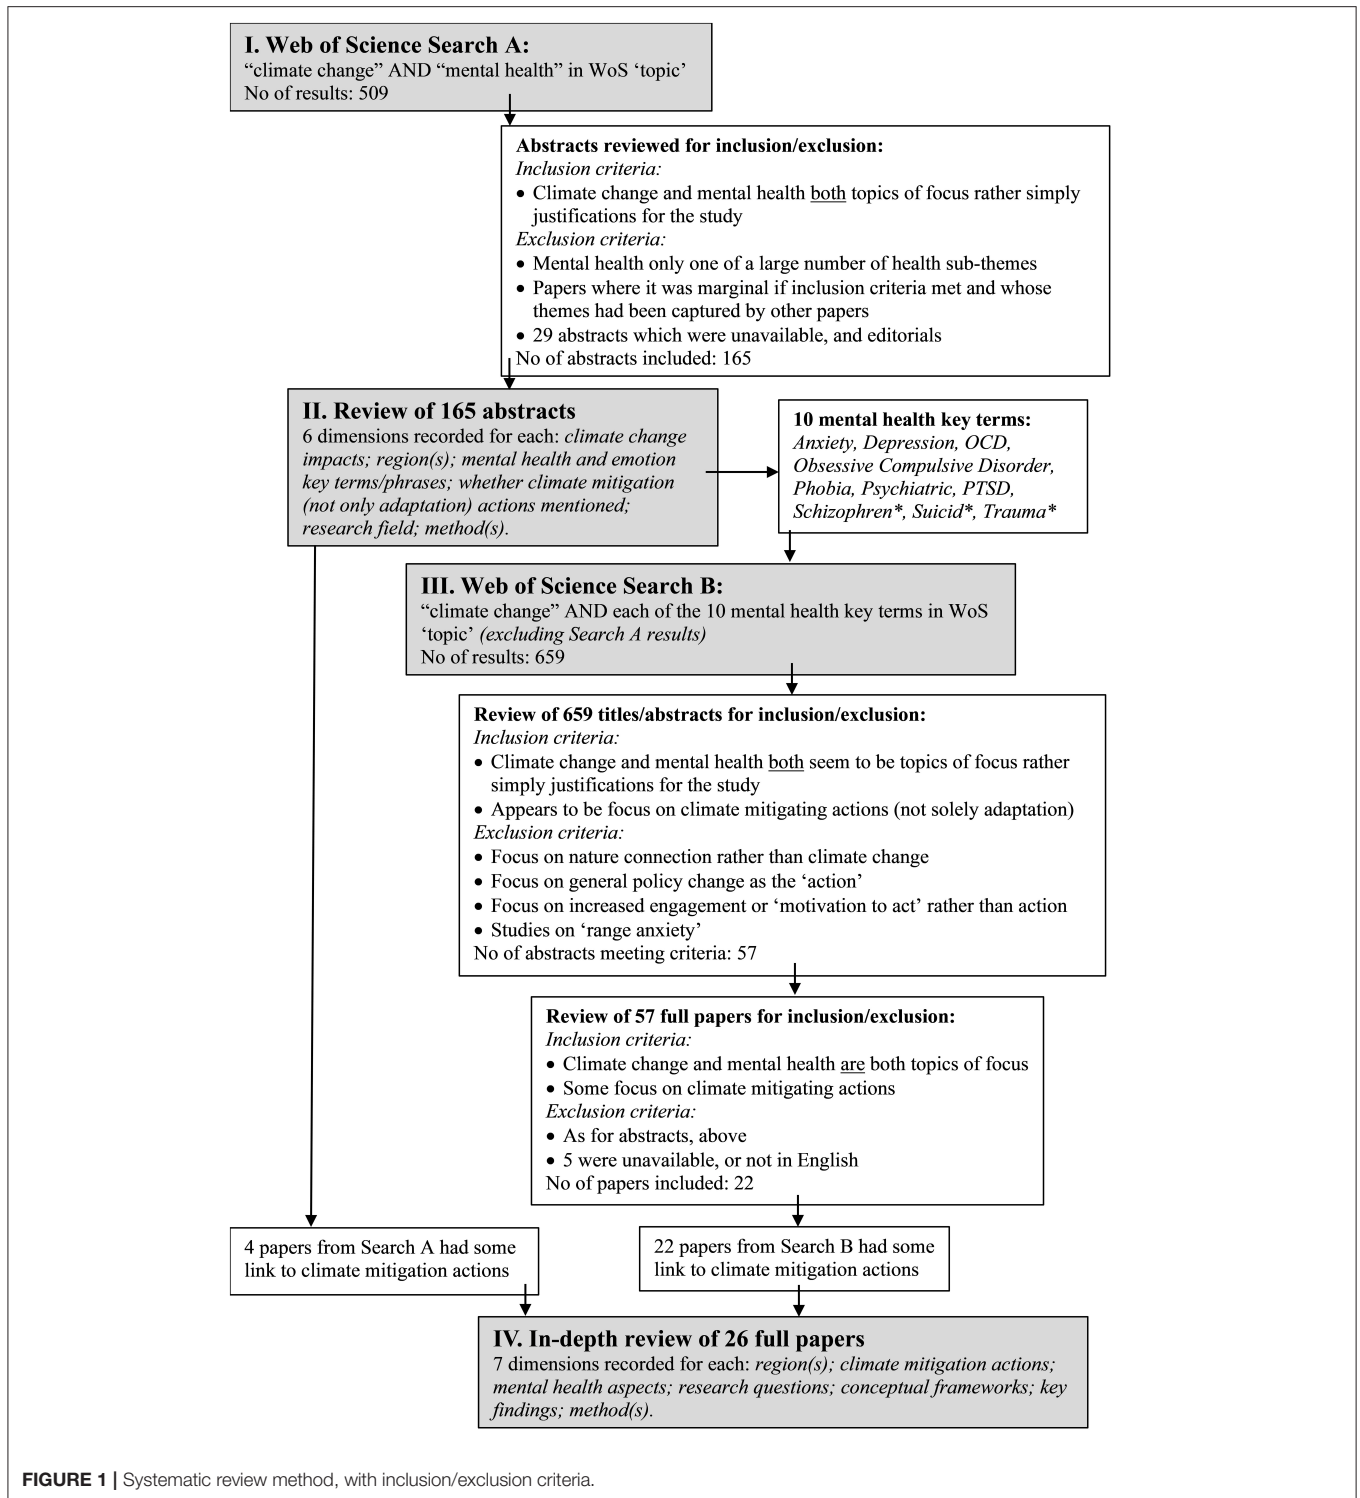 I. Web of Science Search A:
“climate change” AND “mental health” in WoS ‘topic’
No of results: 509
Abstracts reviewed for inclusion/exclusion:
Inclusion criteria:
• Climate change and mental health both topics of focus rather simply
justifications for the study
Exclusion criteria:
• Mental health only one of a large number of health sub-themes
• Papers where it was marginal if inclusion criteria met and whose
themes had been captured by other papers
• 29 abstracts which were unavailable, and editorials
No of abstracts included: 165
II. Review of 165 abstracts
6 dimensions recorded for each: climate change
impacts; region(s); mental health and emotion
key terms/phrases; whether climate mitigation
(not only adaptation) actions mentioned;
research field; method(s).
10 mental health key terms:
Anxiety, Depression, OCD,
Obsessive Compulsive Disorder,
Phobia, Psychiatric, PTSD,
Schizophren*, Suicid*, Trauma*
III. Web of Science Search B:
“climate change” AND each of the 10 mental health key terms in WoS
‘topic’ (excluding Search A results)
No of results: 659
Review of 659 titles/abstracts for inclusion/exclusion:
Inclusion criteria:
• Climate change and mental health both seem to be topics of focus rather
simply justifications for the study
• Appears to be focus on climate mitigating actions (not solely adaptation)
Exclusion criteria:
• Focus on nature connection rather than climate change
• Focus on general policy change as the ‘action’
• Focus on increased engagement or ‘motivation to act’ rather than action
• Studies on ‘range anxiety’
No of abstracts meeting criteria: 57
Review of 57 full papers for inclusion/exclusion:
Inclusion criteria:
• Climate change and mental health are both topics of focus
• Some focus on climate mitigating actions
Exclusion criteria:
• As for abstracts, above
• 5 were unavailable, or not in English
No of papers included: 22
4 papers from Search A had some
link to climate mitigation actions
22 papers from Search B had some
link to climate mitigation actions
IV. In-depth review of 26 full papers
7 dimensions recorded for each: region(s); climate mitigation actions;
mental health aspects; research questions; conceptual frameworks; key
findings; method(s).
FIGURE 1 | Systematic review method, with inclusion/exclusion criteria.